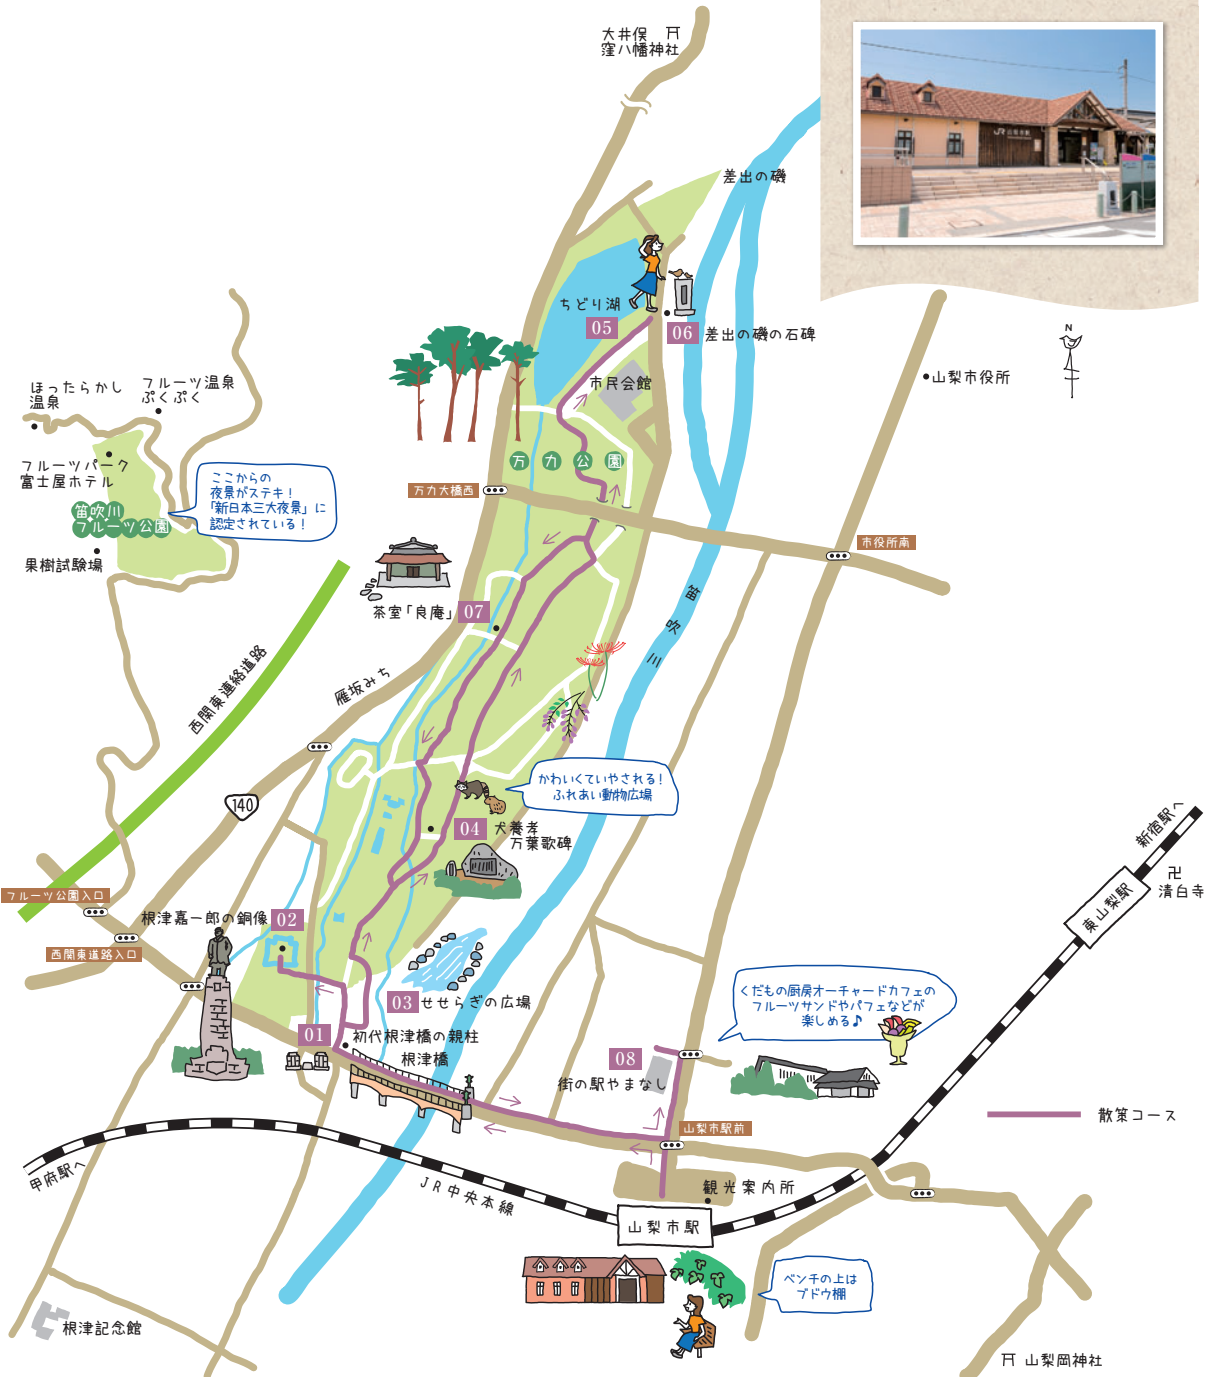 大井俣
窪八幡神社
差出の磯
JR 山梨市駅
ちどり湖
05
06
差出の磯の石碑
N
市民会館
山梨市役所
ほったらかし
温泉
フルーツ温泉
ぷくぷく
フルーツパーク
富士屋ホテル
笛吹川
フルーツ公園
果樹試験場
ここからの
夜景がステキ!
「新日本三大夜景」に
認定されている!
万力公園
万力大橋西
市役所南
茶室「良庵」
07
笛吹川
西関東連絡道路
雁坂みち
140
かわいくていやされる!
ふれあい動物広場
04
犬養孝
万葉歌碑
新宿駅へ
卍
清白寺
東山梨駅
フルーツ公園入口
西関東道路入口
根津嘉一郎の銅像
02
03
せせらぎの広場
くだもの厨房オーチャードカフェの
フルーツサンドやパフェなどが
楽しめる♪
01
初代根津橋の親柱
根津橋
08
街の駅やまなし
山梨市駅前
散策コース
甲府駅へ
JR中央本線
観光案内所
山梨市駅
ベンチの上は
ブドウ棚
根津記念館
山梨岡神社